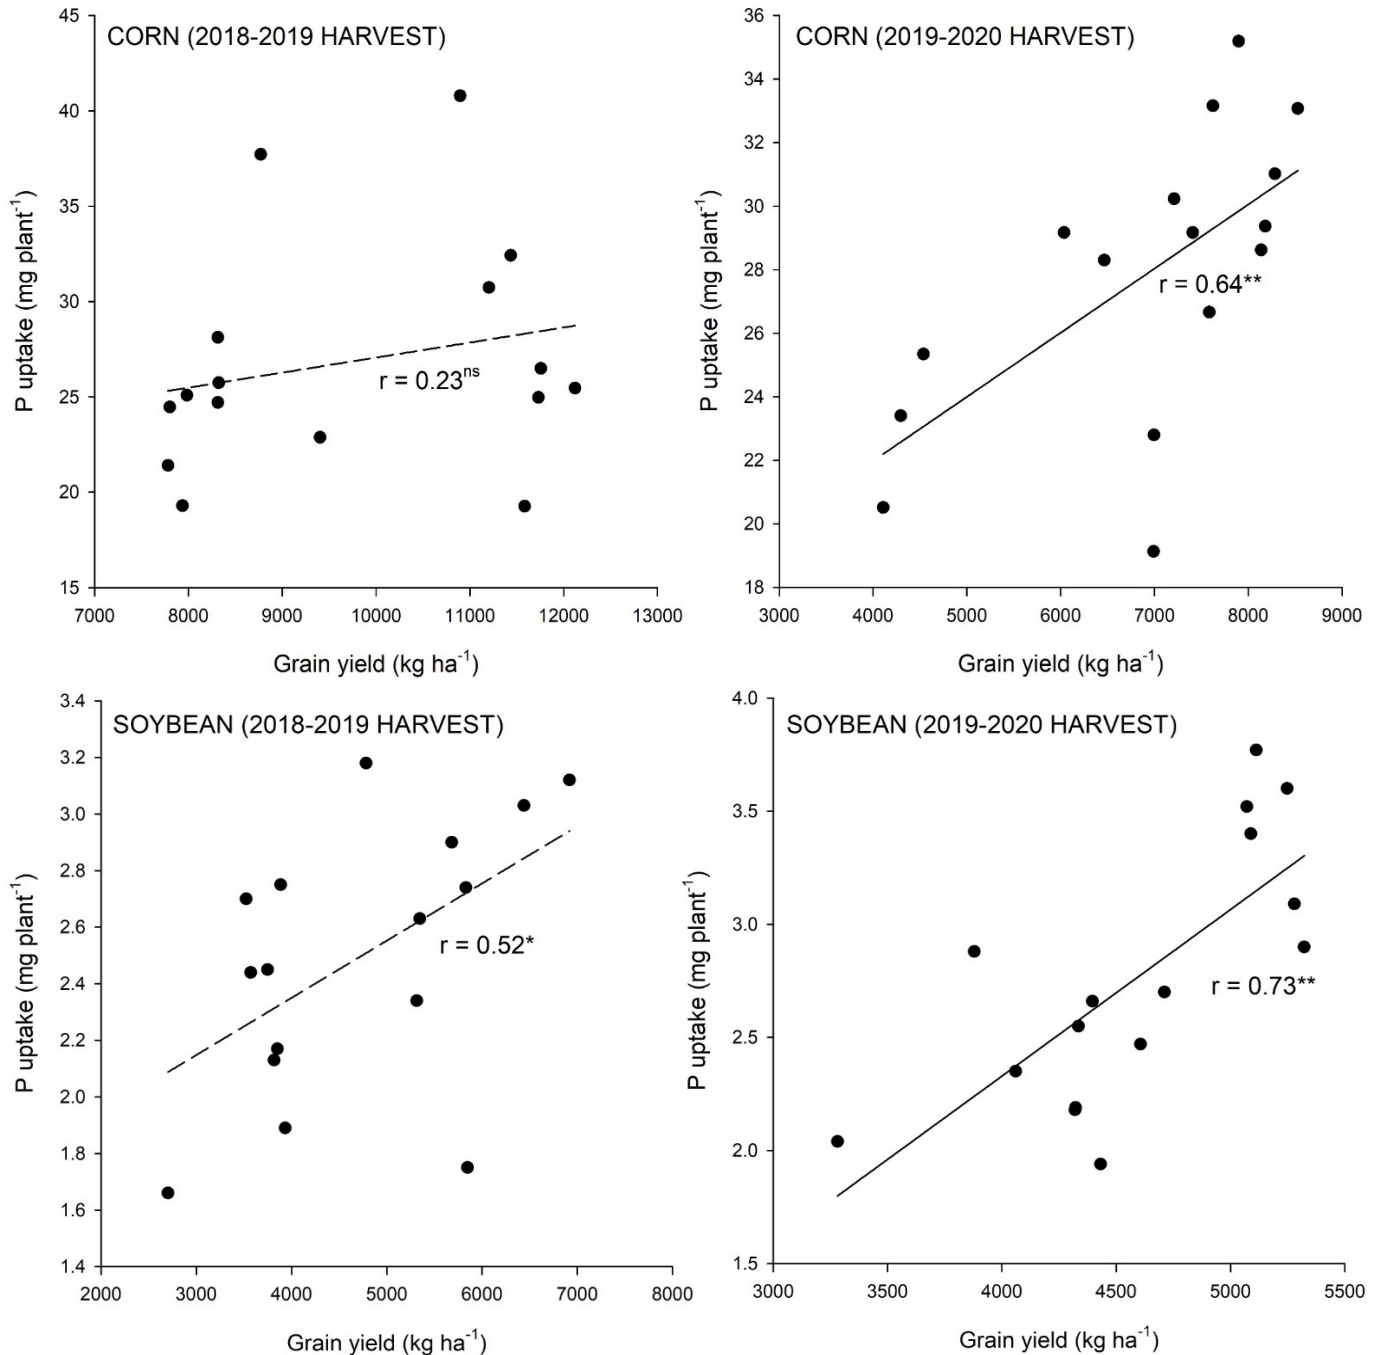 CORN (2018-2019 HARVEST)
45
40
35
30
25
20
15
P uptake (mg plant⁻¹)
r = 0.23ⁿˢ
7000 8000 9000 10000 11000 12000 13000
Grain yield (kg ha⁻¹)
CORN (2019-2020 HARVEST)
36
34
32
30
28
26
24
22
20
18
P uptake (mg plant⁻¹)
r = 0.64**
3000 4000 5000 6000 7000 8000 9000
Grain yield (kg ha⁻¹)
SOYBEAN (2018-2019 HARVEST)
3.4
3.2
3.0
2.8
2.6
2.4
2.2
2.0
1.8
1.6
1.4
P uptake (mg plant⁻¹)
r = 0.52*
2000 3000 4000 5000 6000 7000 8000
Grain yield (kg ha⁻¹)
SOYBEAN (2019-2020 HARVEST)
4.0
3.5
3.0
2.5
2.0
1.5
P uptake (mg plant⁻¹)
r = 0.73**
3000 3500 4000 4500 5000 5500
Grain yield (kg ha⁻¹)